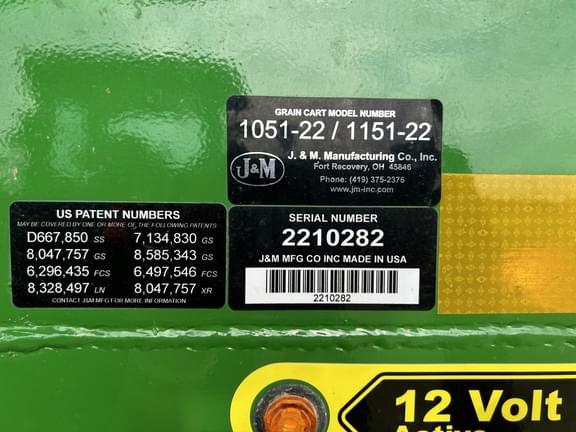 GRAIN CART MODEL NUMBER
1051-22 / 1151-22
J&M
J. & M. Manufacturing Co., Inc.
Fort Recovery, OH 45846
Phone: (419) 375-2376
www.jm-inc.com
US PATENT NUMBERS
MAY BE COVERED BY ONE OR MORE OF THE FOLLOWING PATENTS
D667,850 SS 7,134,830 GS
8,047,757 GS 8,585,343 GS
6,296,435 FCS 6,497,546 FCS
8,328,497 LN 8,047,757 XR
CONTACT J&M MFG FOR MORE INFORMATION
SERIAL NUMBER
2210282
J&M MFG CO INC MADE IN USA
2210282
12 Volt
Active